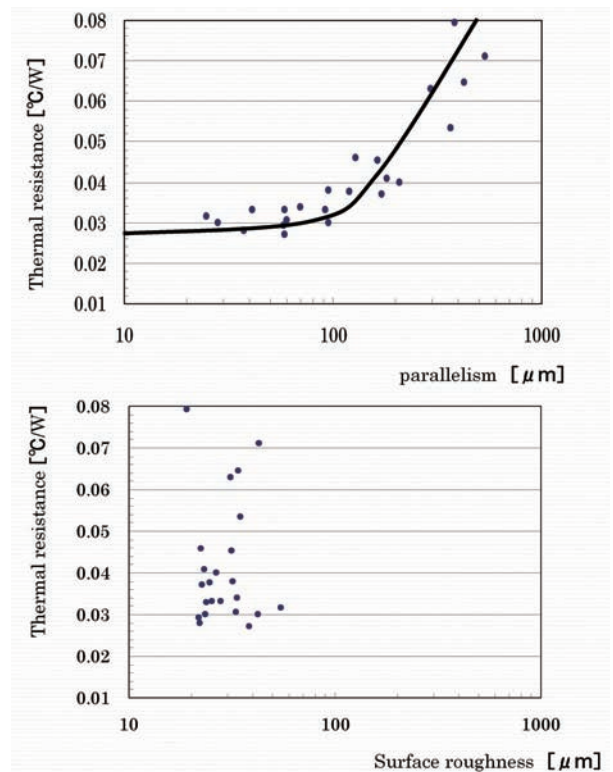 Thermal resistance [℃/W]
0.08
0.07
0.06
0.05
0.04
0.03
0.02
0.01
10 100 1000
parallelism [μm]
Thermal resistance [℃/W]
0.08
0.07
0.06
0.05
0.04
0.03
0.02
0.01
10 100 1000
Surface roughness [μm]